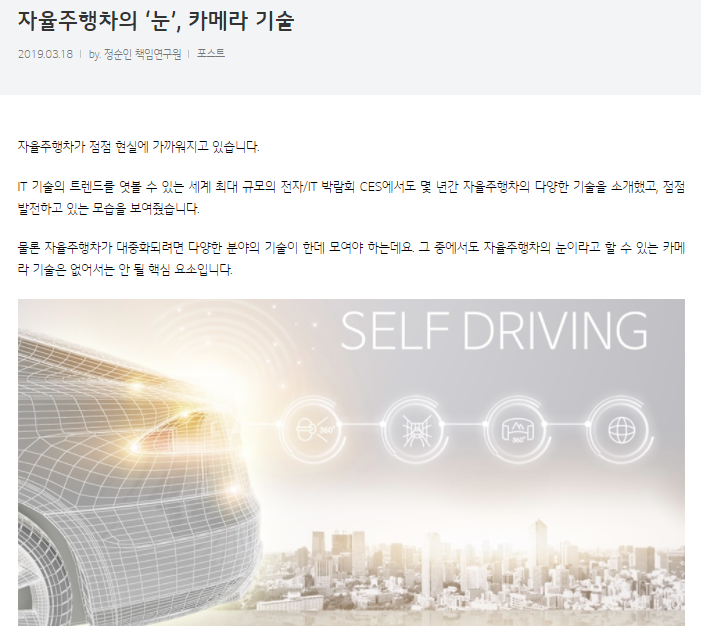 자율주행차의 ‘눈’, 카메라 기술
2019.03.18 | by. 정순인 책임연구원 | 포스트
자율주행차가 점점 현실에 가까워지고 있습니다.
IT 기술의 트렌드를 엿볼 수 있는 세계 최대 규모의 전자/IT 박람회 CES에서도 몇 년간 자율주행차의 다양한 기술을 소개했고, 점점
발전하고 있는 모습을 보여줬습니다.
물론 자율주행차가 대중화되려면 다양한 분야의 기술이 한데 모여야 하는데요. 그 중에서도 자율주행차의 눈이라고 할 수 있는 카메
라 기술은 없어서는 안 될 핵심 요소입니다.
SELF DRIVING
360°
360°